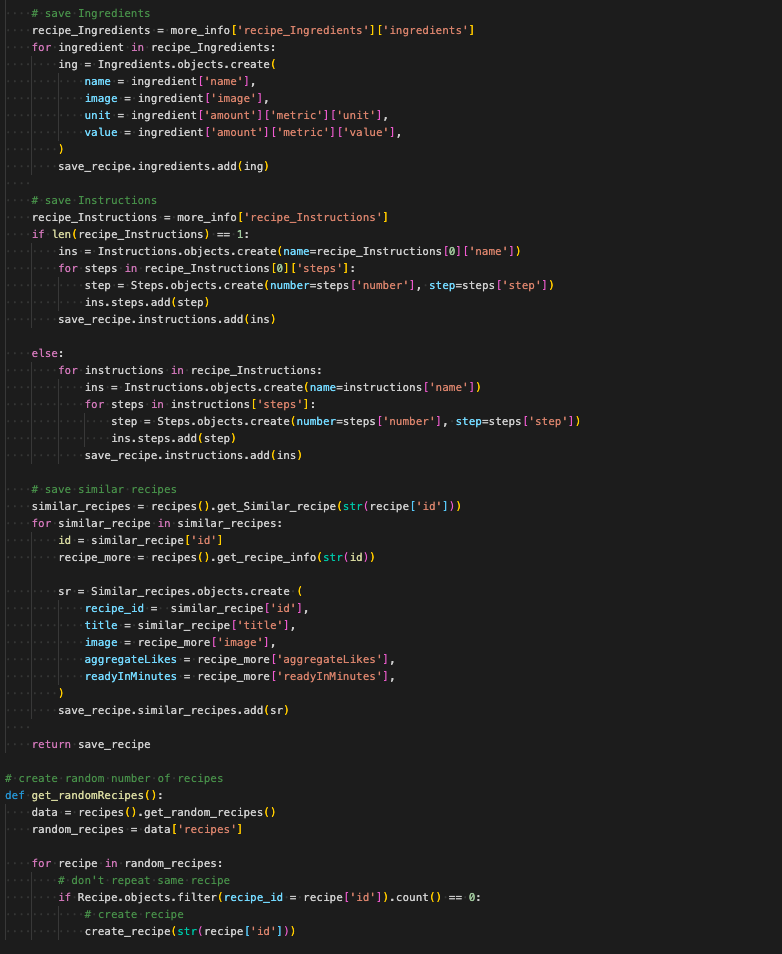 # save Ingredients
    recipe_Ingredients = more_info['recipe_Ingredients']['ingredients']
    for ingredient in recipe_Ingredients:
        ing = Ingredients.objects.create(
            name = ingredient['name'],
            image = ingredient['image'],
            unit = ingredient['amount']['metric']['unit'],
            value = ingredient['amount']['metric']['value'],
        )
        save_recipe.ingredients.add(ing)

    # save Instructions
    recipe_Instructions = more_info['recipe_Instructions']
    if len(recipe_Instructions) == 1:
        ins = Instructions.objects.create(name=recipe_Instructions[0]['name'])
        for steps in recipe_Instructions[0]['steps']:
            step = Steps.objects.create(number=steps['number'], step=steps['step'])
            ins.steps.add(step)
        save_recipe.instructions.add(ins)

    else:
        for instructions in recipe_Instructions:
            ins = Instructions.objects.create(name=instructions['name'])
            for steps in instructions['steps']:
                step = Steps.objects.create(number=steps['number'], step=steps['step'])
                ins.steps.add(step)
            save_recipe.instructions.add(ins)

    # save similar recipes
    similar_recipes = recipes().get_Similar_recipe(str(recipe['id']))
    for similar_recipe in similar_recipes:
        id = similar_recipe['id']
        recipe_more = recipes().get_recipe_info(str(id))

        sr = Similar_recipes.objects.create (
            recipe_id =  similar_recipe['id'],
            title = similar_recipe['title'],
            image = recipe_more['image'],
            aggregateLikes = recipe_more['aggregateLikes'],
            readyInMinutes = recipe_more['readyInMinutes'],
        )
        save_recipe.similar_recipes.add(sr)

    return save_recipe

# create random number of recipes
def get_randomRecipes():
    data = recipes().get_random_recipes()
    random_recipes = data['recipes']

    for recipe in random_recipes:
        # don't repeat same recipe
        if Recipe.objects.filter(recipe_id = recipe['id']).count() == 0:
            # create recipe
            create_recipe(str(recipe['id']))